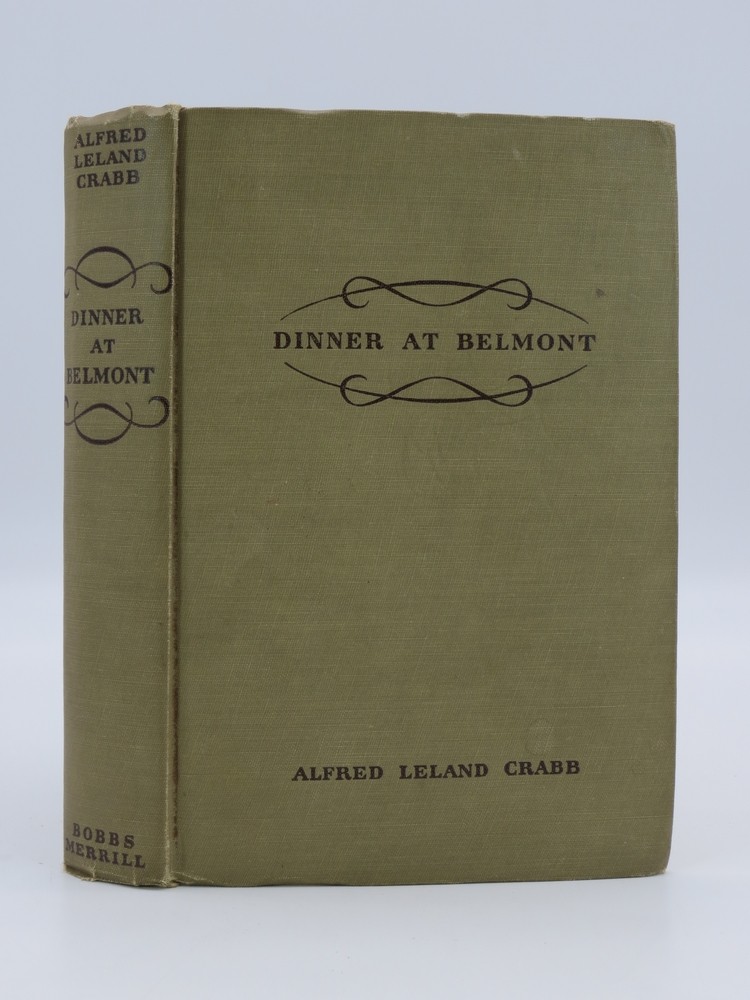 ALFRED
LELAND
CRABB
DINNER
AT
BELMONT
BOBBS
MERRILL
DINNER AT BELMONT
ALFRED LELAND CRABB